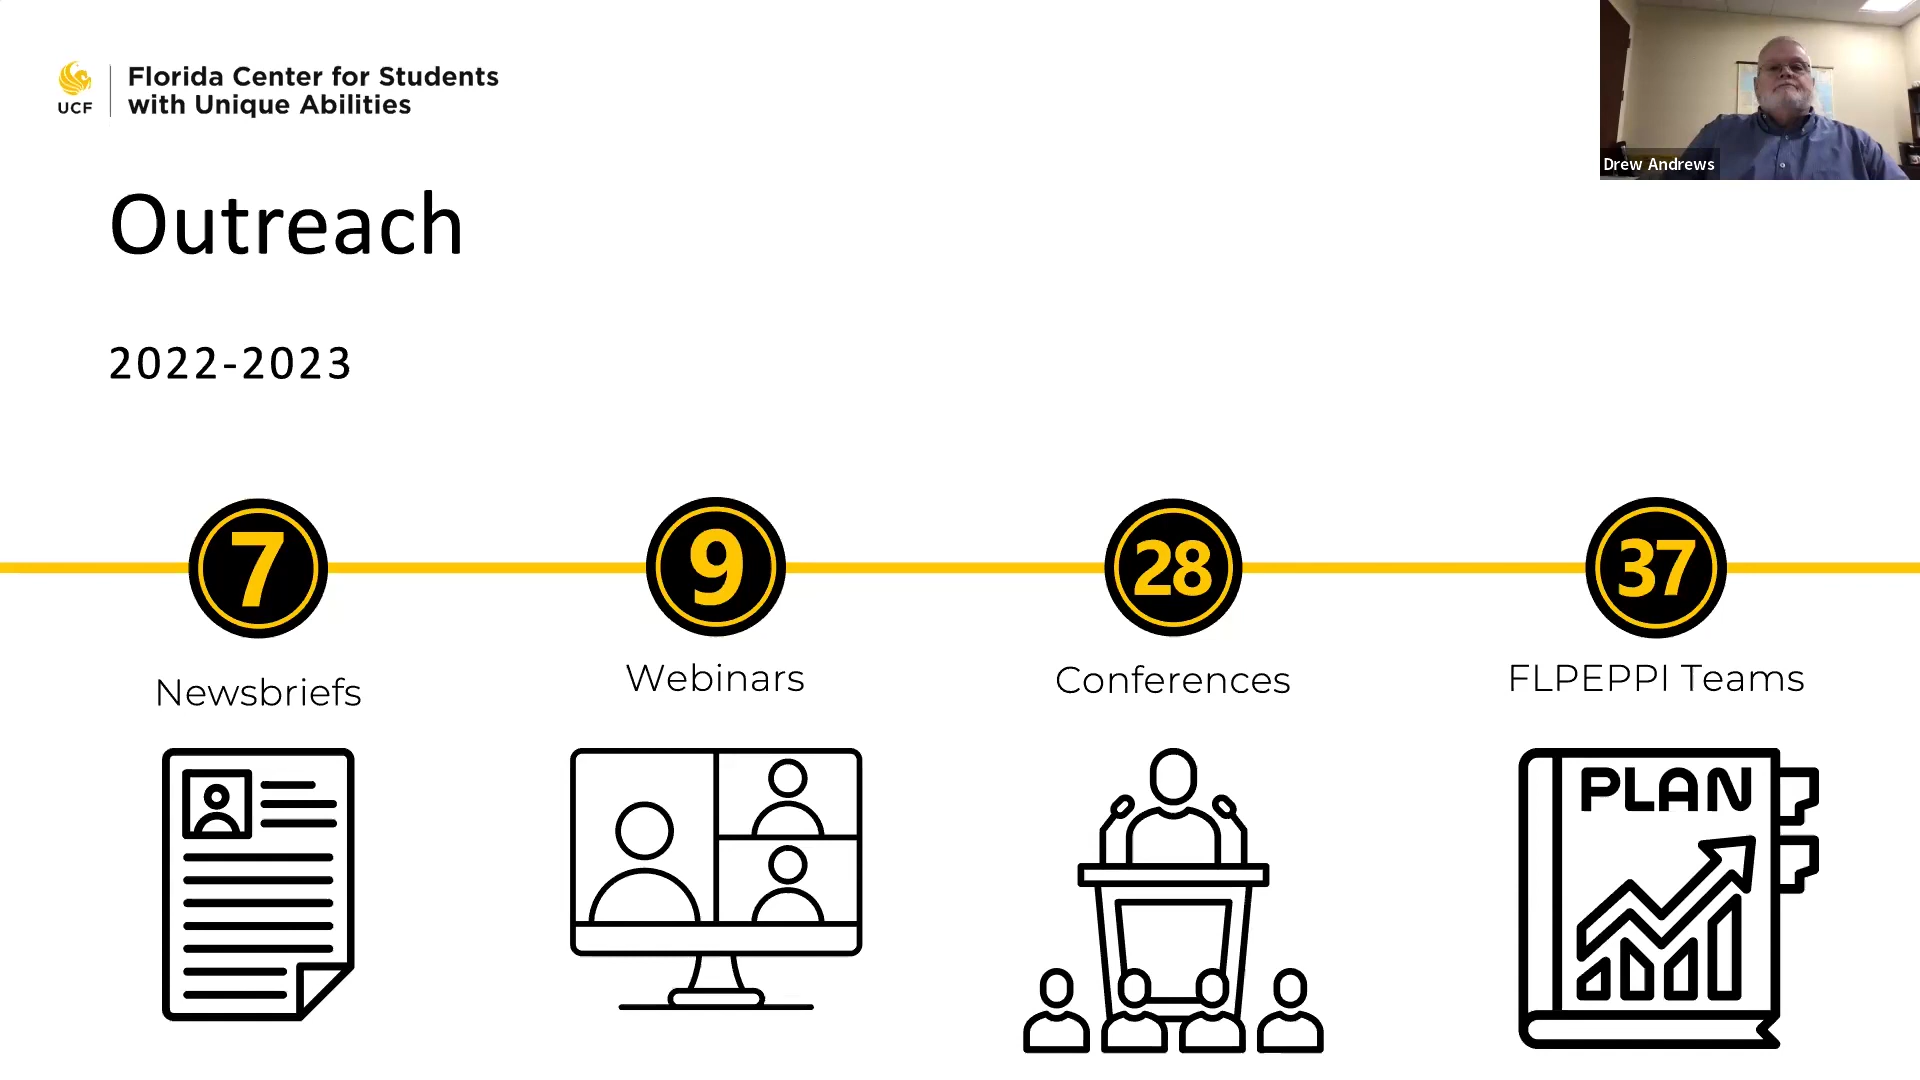 UCF
Florida Center for Students
with Unique Abilities
Drew Andrews
Outreach
2022-2023
7
9
28
37
Newsbriefs
Webinars
Conferences
FLPEPPI Teams
PLAN